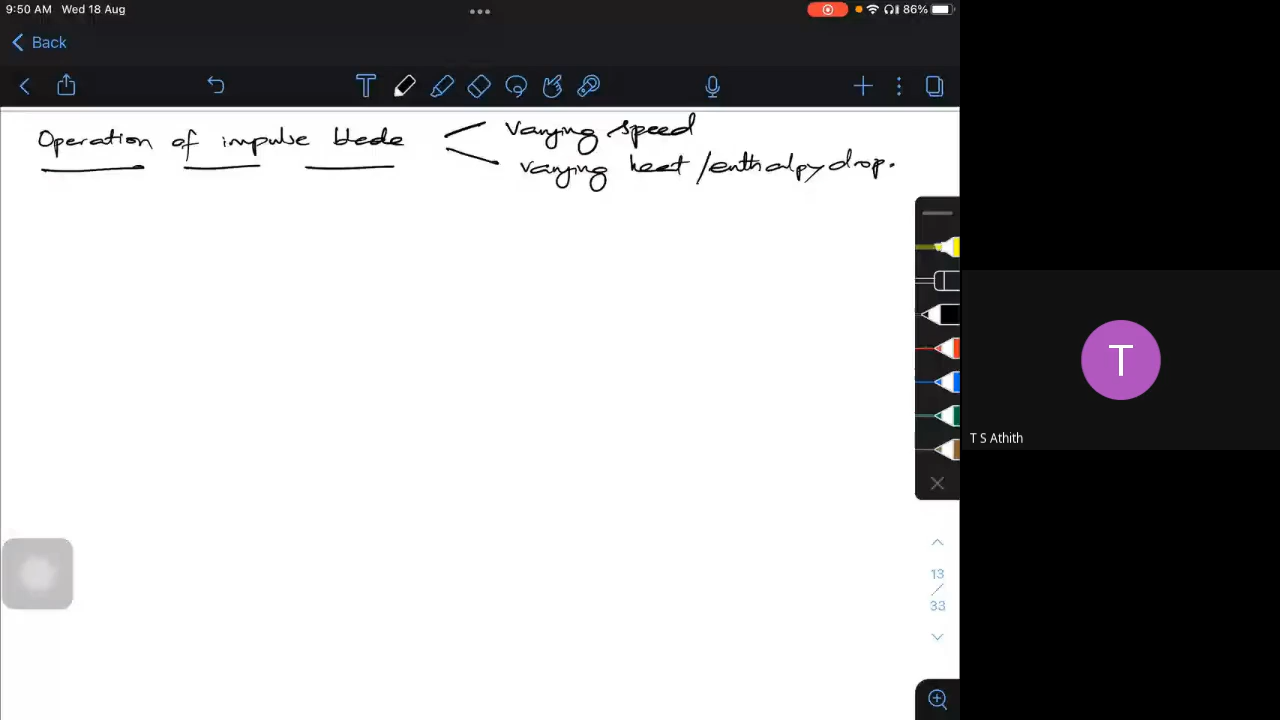 9:50 AM Wed 18 Aug
86%
Back
T
Operation of impulse blade
varying speed
varying heat /enthalpy drop.
13
/
33
T
T S Athith